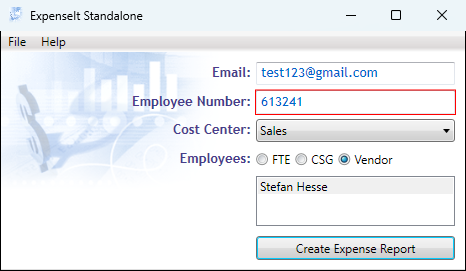 ExpenseIt Standalone
File Help
Email: test123@gmail.com
Employee Number: 613241
Cost Center: Sales
Employees: FTE CSG Vendor
Stefan Hesse
Create Expense Report